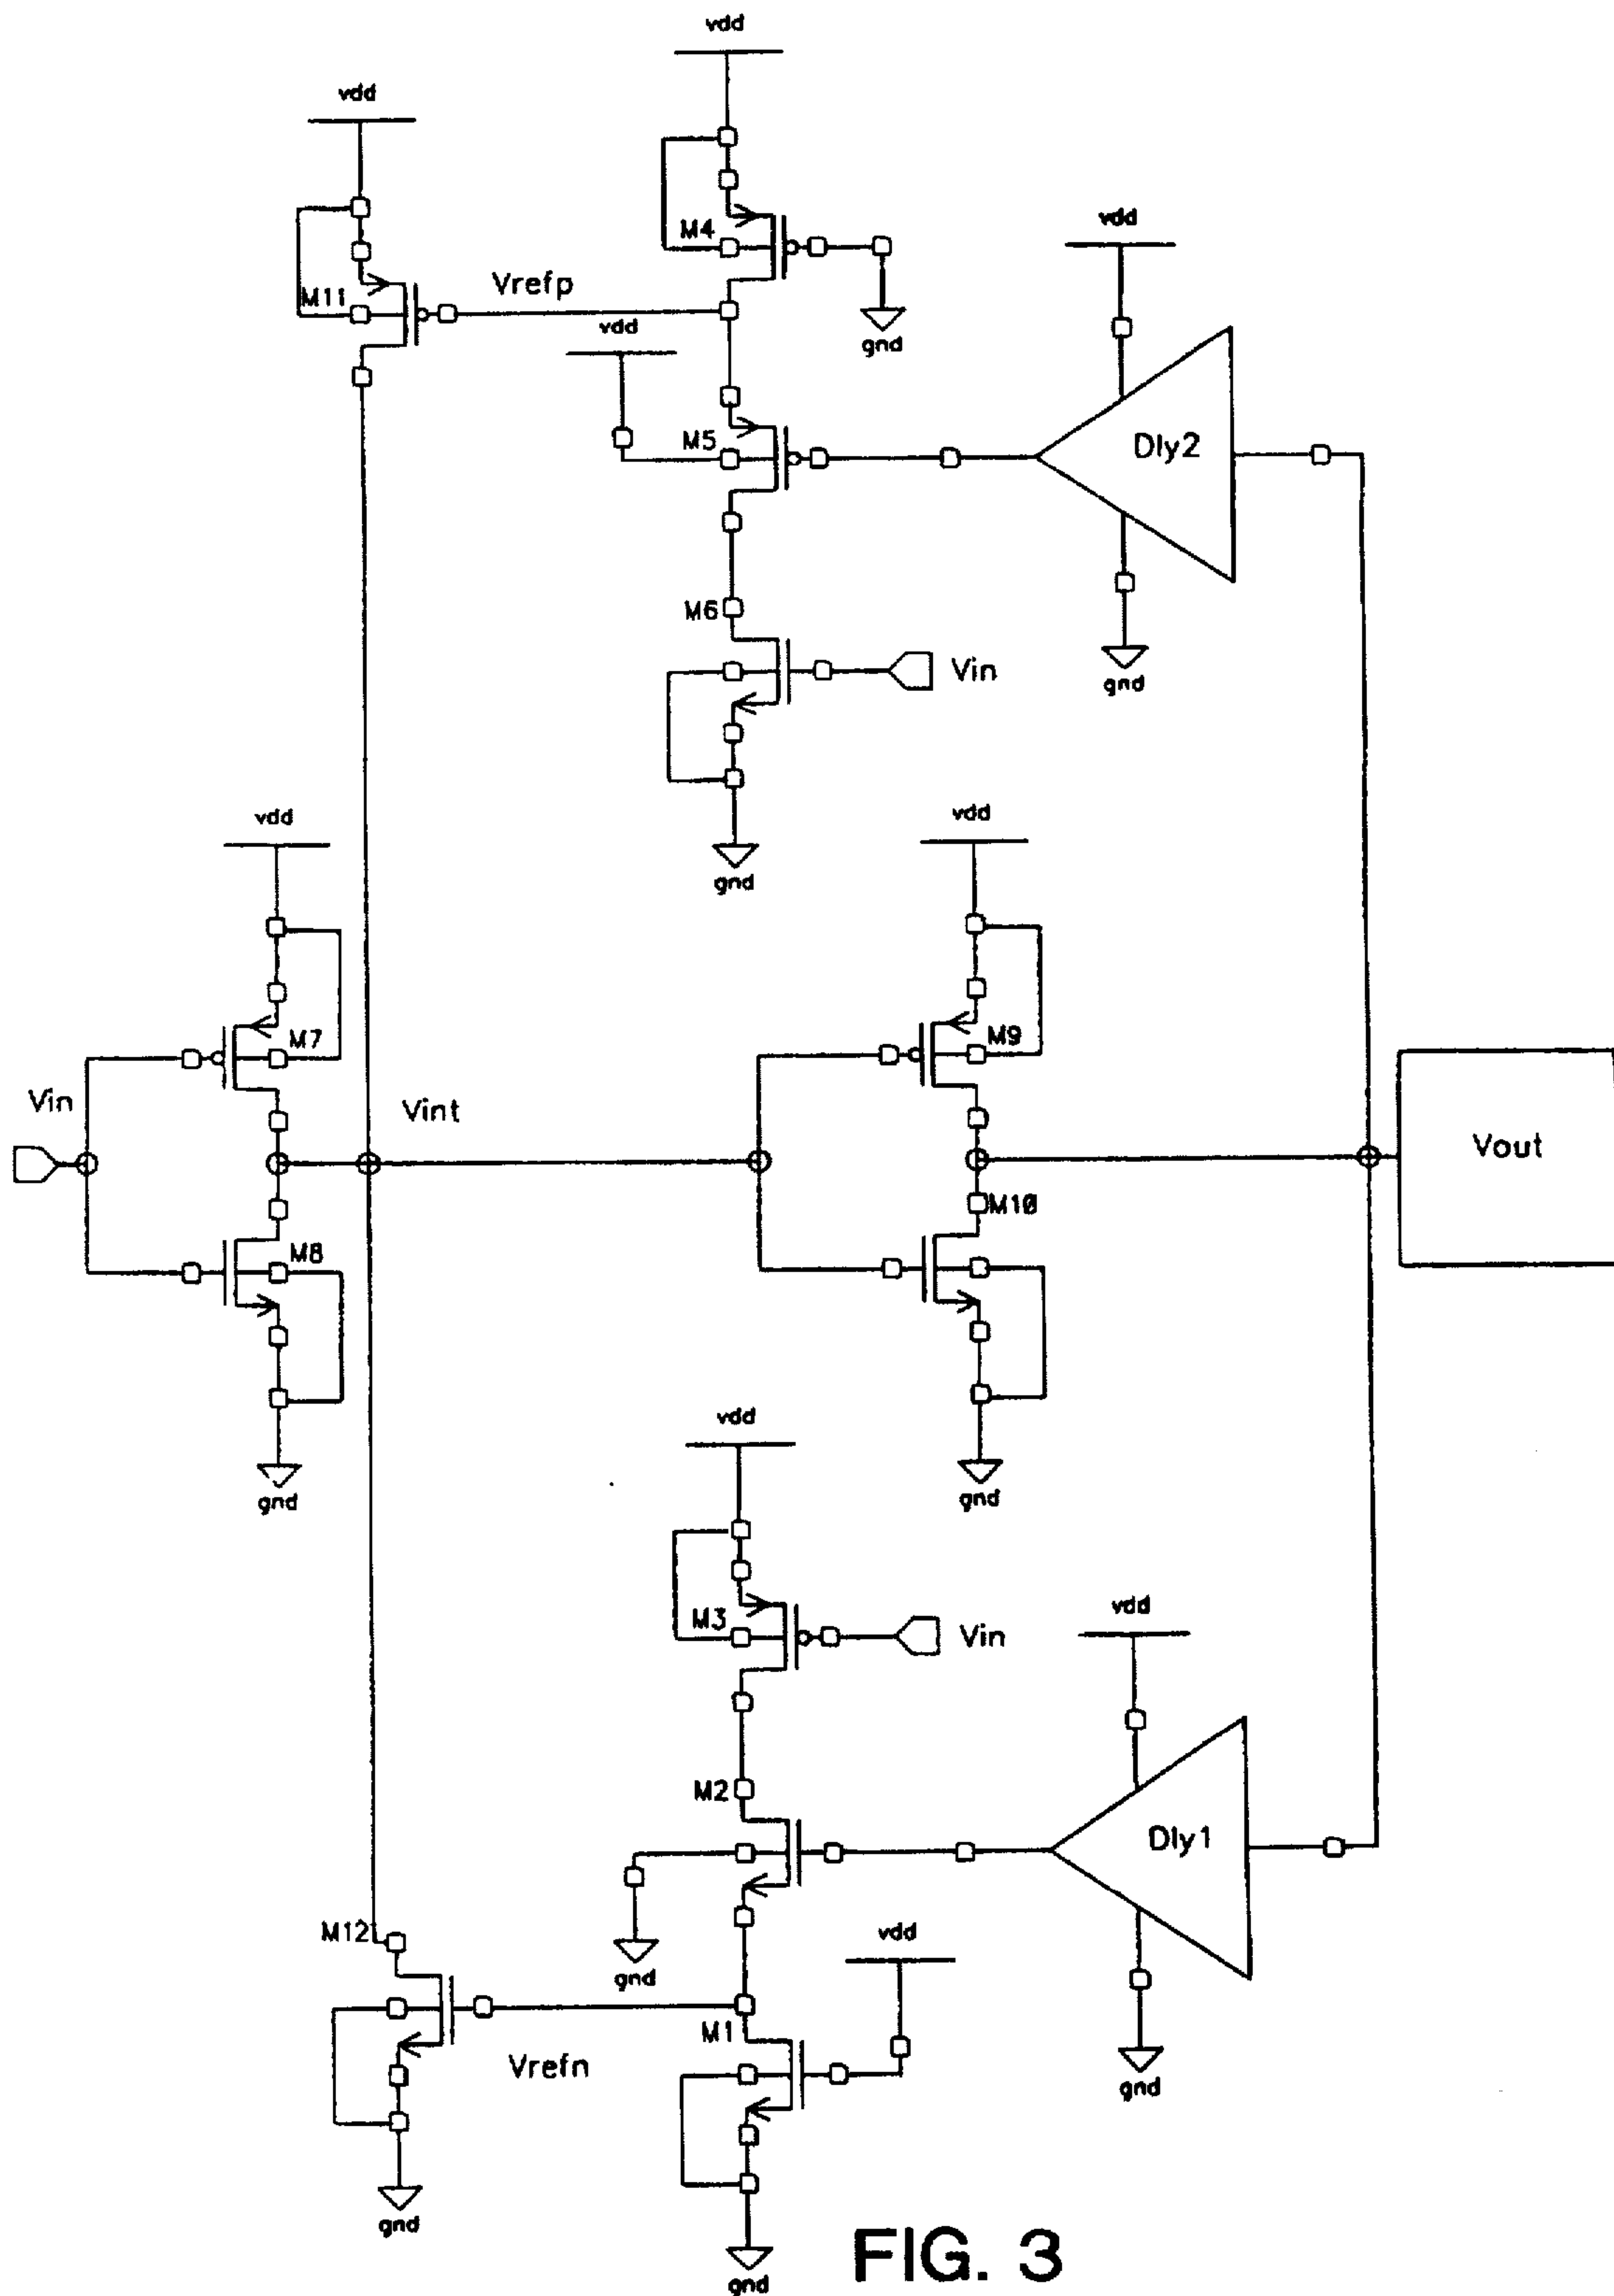 vdd
vdd
M4
vdd
M11
Vrefp
gnd
vdd
M5
Dly2
M6
Vin
gnd
gnd
vdd
vdd
M7
M9
Vin
Vint
Vout
M10
M8
gnd
gnd
vdd
M3
Vin
vdd
M2
Dly1
M12
vdd
gnd
M1
Vrefn
gnd
gnd
gnd
FIG. 3